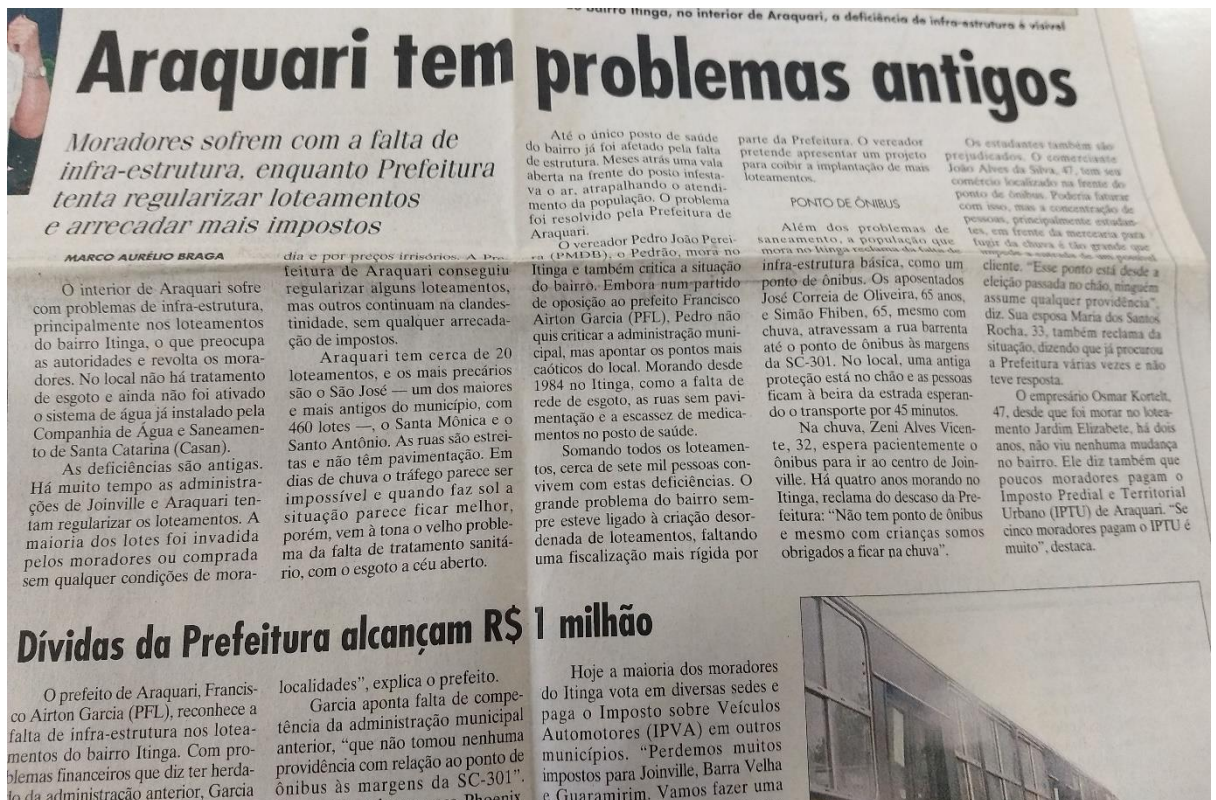 bairro Itinga, no interior de Araquari, a deficiência de infra-estrutura é visível
Araquari tem problemas antigos
Moradores sofrem com a falta de
infra-estrutura, enquanto Prefeitura
tenta regularizar loteamentos
e arrecadar mais impostos
MARCO AURÉLIO BRAGA
O interior de Araquari sofre
com problemas de infra-estrutura,
principalmente nos loteamentos
do bairro Itinga, o que preocupa
as autoridades e revolta os mora-
dores. No local não há tratamento
de esgoto e ainda não foi ativado
o sistema de água já instalado pela
Companhia de Água e Saneamen-
to de Santa Catarina (Casan).
As deficiências são antigas.
Há muito tempo as administra-
ções de Joinville e Araquari ten-
tam regularizar os loteamentos. A
maioria dos lotes foi invadida
pelos moradores ou comprada
sem qualquer condições de mora-
dia e por preços irrisórios. A Pre-
feitura de Araquari conseguiu
regularizar alguns loteamentos,
mas outros continuam na clandes-
tinidade, sem qualquer arrecada-
ção de impostos.
Araquari tem cerca de 20
loteamentos, e os mais precários
são o São José — um dos maiores
e mais antigos do município, com
460 lotes —, o Santa Mônica e o
Santo Antônio. As ruas são estrei-
tas e não têm pavimentação. Em
dias de chuva o tráfego parece ser
impossível e quando faz sol a
situação parece ficar melhor,
porém, vem à tona o velho proble-
ma da falta de tratamento sanitá-
rio, com o esgoto a céu aberto.
Até o único posto de saúde
do bairro já foi afetado pela falta
de estrutura. Meses atrás uma vala
aberta na frente do posto infesta-
va o ar, atrapalhando o atendi-
mento da população. O problema
foi resolvido pela Prefeitura de
Araquari.
O vercador Pedro João Perei-
ra (PMDB), o Pedrão, mora no
Itinga e também critica a situação
do bairro. Embora num partido
de oposição ao prefeito Francisco
Airton Garcia (PFL), Pedro não
quis criticar a administração muni-
cipal, mas apontar os pontos mais
caóticos do local. Morando desde
1984 no Itinga, como a falta de
rede de esgoto, as ruas sem pavi-
mentação e a escassez de medica-
mentos no posto de saúde.
Somando todos os loteamen-
tos, cerca de sete mil pessoas con-
vivem com estas deficiências. O
grande problema do bairro sem-
pre esteve ligado à criação desor-
denada de loteamentos, faltando
uma fiscalização mais rígida por
parte da Prefeitura. O vereador
pretende apresentar um projeto
para coibir a implantação de mais
loteamentos.
PONTO DE ÔNIBUS
Além dos problemas de
saneamento, a população que
mora no Itinga reclama da falta de
infra-estrutura básica, como um
ponto de ônibus. Os aposentados
José Correia de Oliveira, 65 anos,
e Simão Fhiben, 65, mesmo com
chuva, atravessam a rua barrenta
até o ponto de ônibus às margens
da SC-301. No local, uma antiga
proteção está no chão e as pessoas
ficam à beira da estrada esperan-
do o transporte por 45 minutos.
Na chuva, Zeni Alves Vicen-
te, 32, espera pacientemente o
ônibus para ir ao centro de Join-
ville. Há quatro anos morando no
Itinga, reclama do descaso da Pre-
feitura: “Não tem ponto de ônibus
e mesmo com crianças somos
obrigados a ficar na chuva”.
Os estudantes também são
prejudicados. O comerciante
João Alves da Silva, 47, tem seu
comércio localizado na frente do
ponto de ônibus. Poderia faturar
com isso, mas a concentração de
pessoas, principalmente estudan-
tes, em frente da mercearia para
fugir da chuva é tão grande que
cliente. “Esse ponto está desde a
eleição passada no chão, ninguém
assume qualquer providência”,
diz. Sua esposa Maria dos Santos
Rocha, 33, também reclama da
situação, dizendo que já procurou
a Prefeitura várias vezes e não
teve resposta.
O empresário Osmar Kortelt,
47, desde que foi morar no lotea-
mento Jardim Elizabete, há dois
anos, não viu nenhuma mudança
no bairro. Ele diz também que
poucos moradores pagam o
Imposto Predial e Territorial
Urbano (IPTU) de Araquari. “Se
cinco moradores pagam o IPTU é
muito”, destaca.
Dívidas da Prefeitura alcançam R$ 1 milhão
O prefeito de Araquari, Francis-
co Airton Garcia (PFL), reconhece a
falta de infra-estrutura nos lotea-
mentos do bairro Itinga. Com pro-
blemas financeiros que diz ter herda-
do da administração anterior, Garcia
localidades”, explica o prefeito.
Garcia aponta falta de compe-
tência da administração municipal
anterior, “que não tomou nenhuma
providência com relação ao ponto de
ônibus às margens da SC-301”.
Phoenix
Hoje a maioria dos moradores
do Itinga vota em diversas sedes e
paga o Imposto sobre Veículos
Automotores (IPVA) em outros
municípios. “Perdemos muitos
impostos para Joinville, Barra Velha
e Guaramirim. Vamos fazer uma